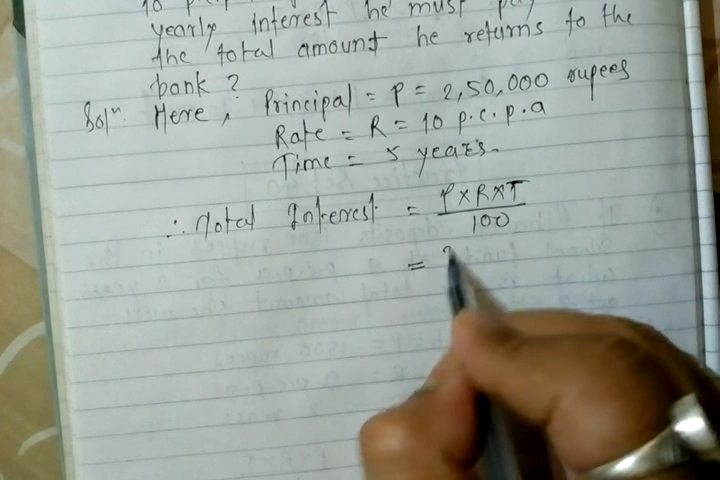 yearly interest he must pay
the total amount he returns to the
bank ?
Solⁿ. Here, Principal = P = 2,50,000 rupees
Rate = R = 10 p.c.p.a
Time = 5 years.
∴ Total Interest = P×R×T
100
=